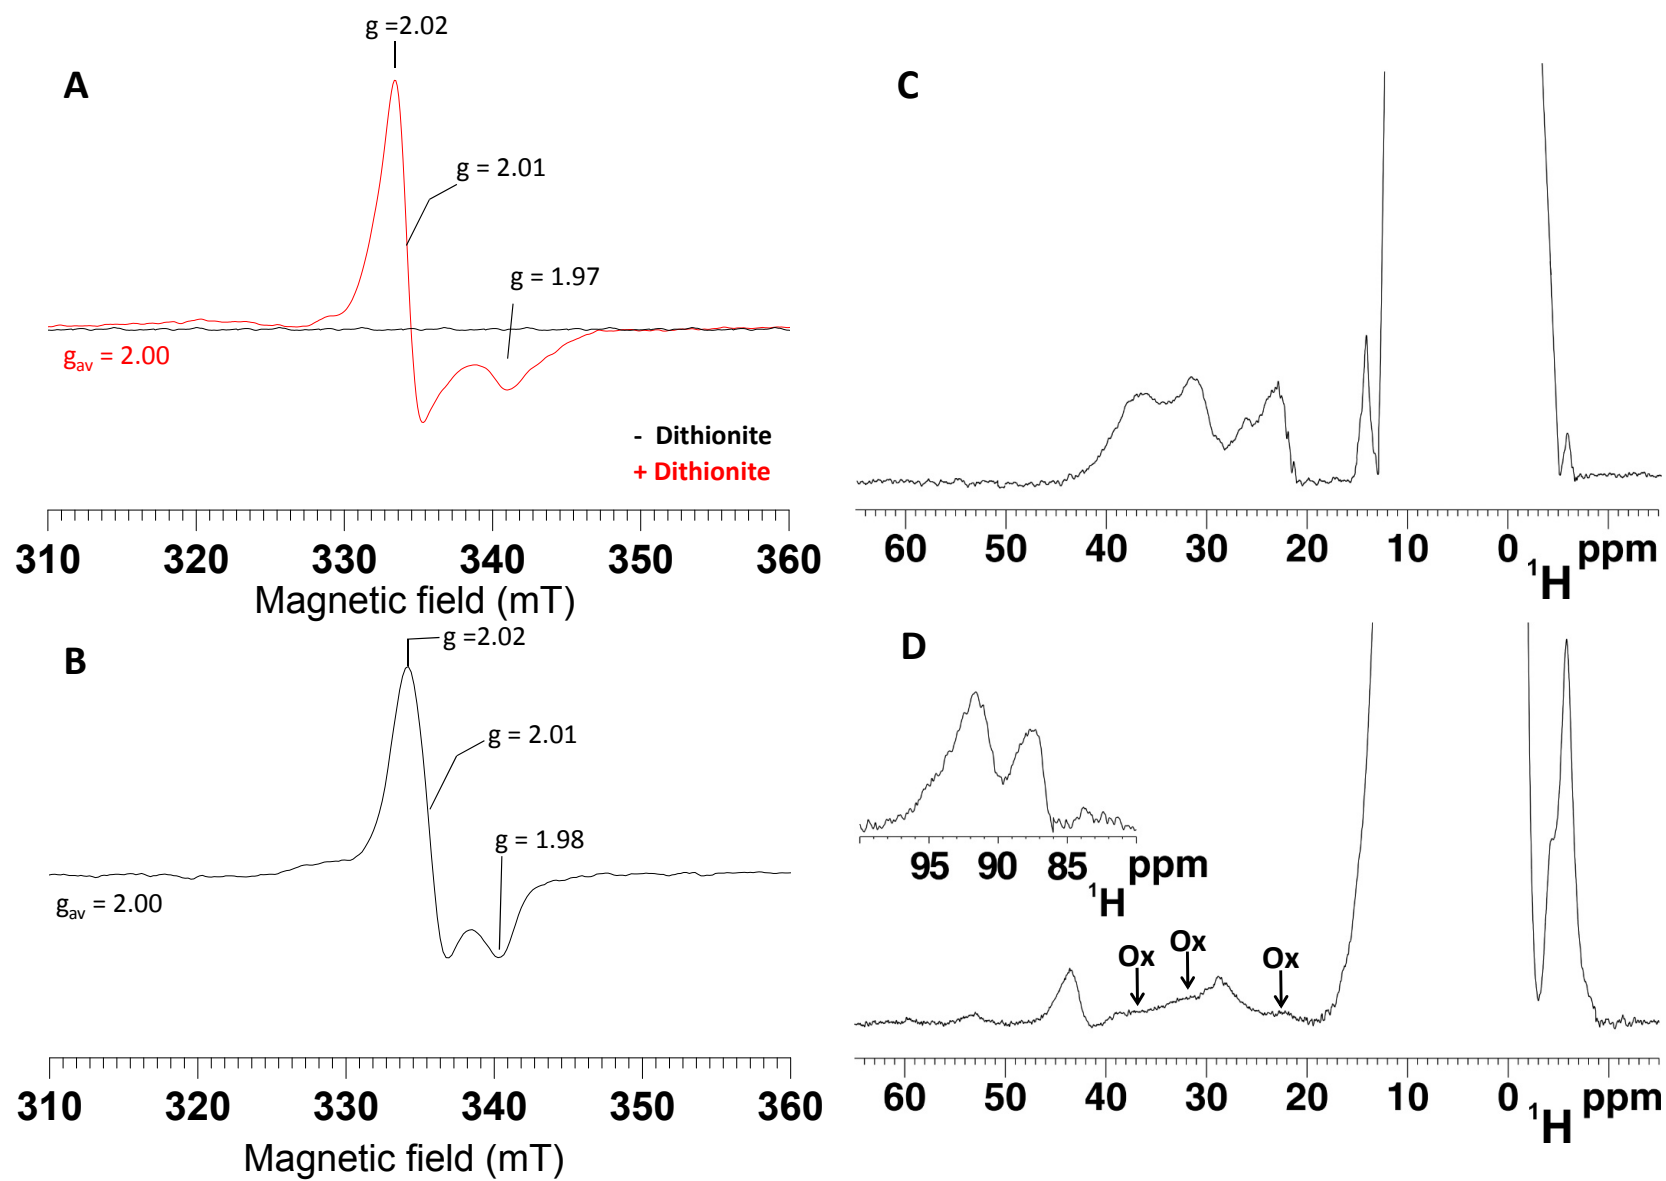 A
g =2.02
g = 2.01
g = 1.97
gav = 2.00
- Dithionite
+ Dithionite
310 320 330 340 350 360
Magnetic field (mT)
B
g =2.02
g = 2.01
g = 1.98
gav = 2.00
310 320 330 340 350 360
Magnetic field (mT)
C
60 50 40 30 20 10 0 ppm
1H
D
95 90 85 ppm
1H
Ox Ox Ox
60 50 40 30 20 10 0 ppm
1H